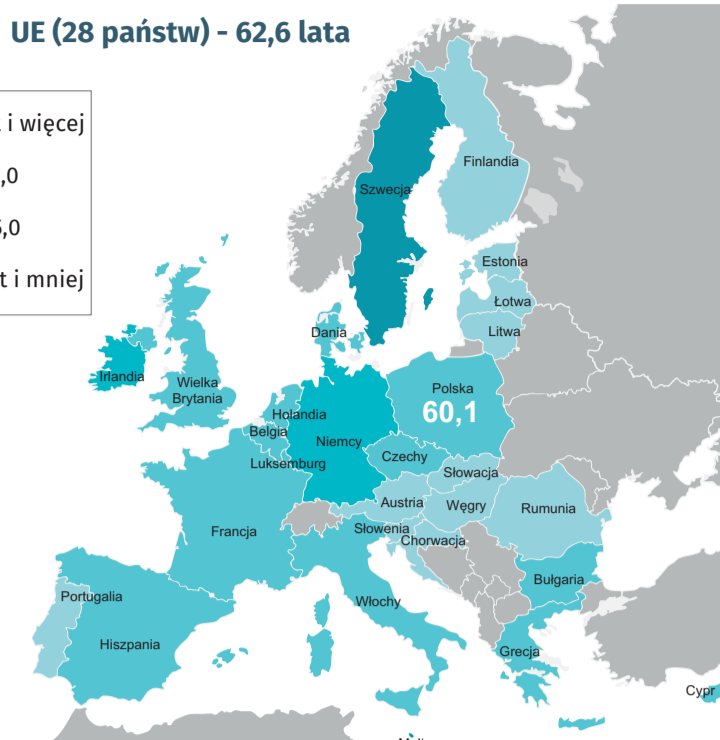 UE (28 państw) - 62,6 lata
i więcej
,0
,0
t i mniej
Finlandia
Szwecja
Estonia
Łotwa
Litwa
Dania
Irlandia
Wielka
Brytania
Polska
60,1
Holandia
Belgia
Niemcy
Czechy
Luksemburg
Słowacja
Austria
Węgry
Rumunia
Francja
Słowenia
Chorwacja
Bułgaria
Portugalia
Włochy
Hiszpania
Grecja
Cypr